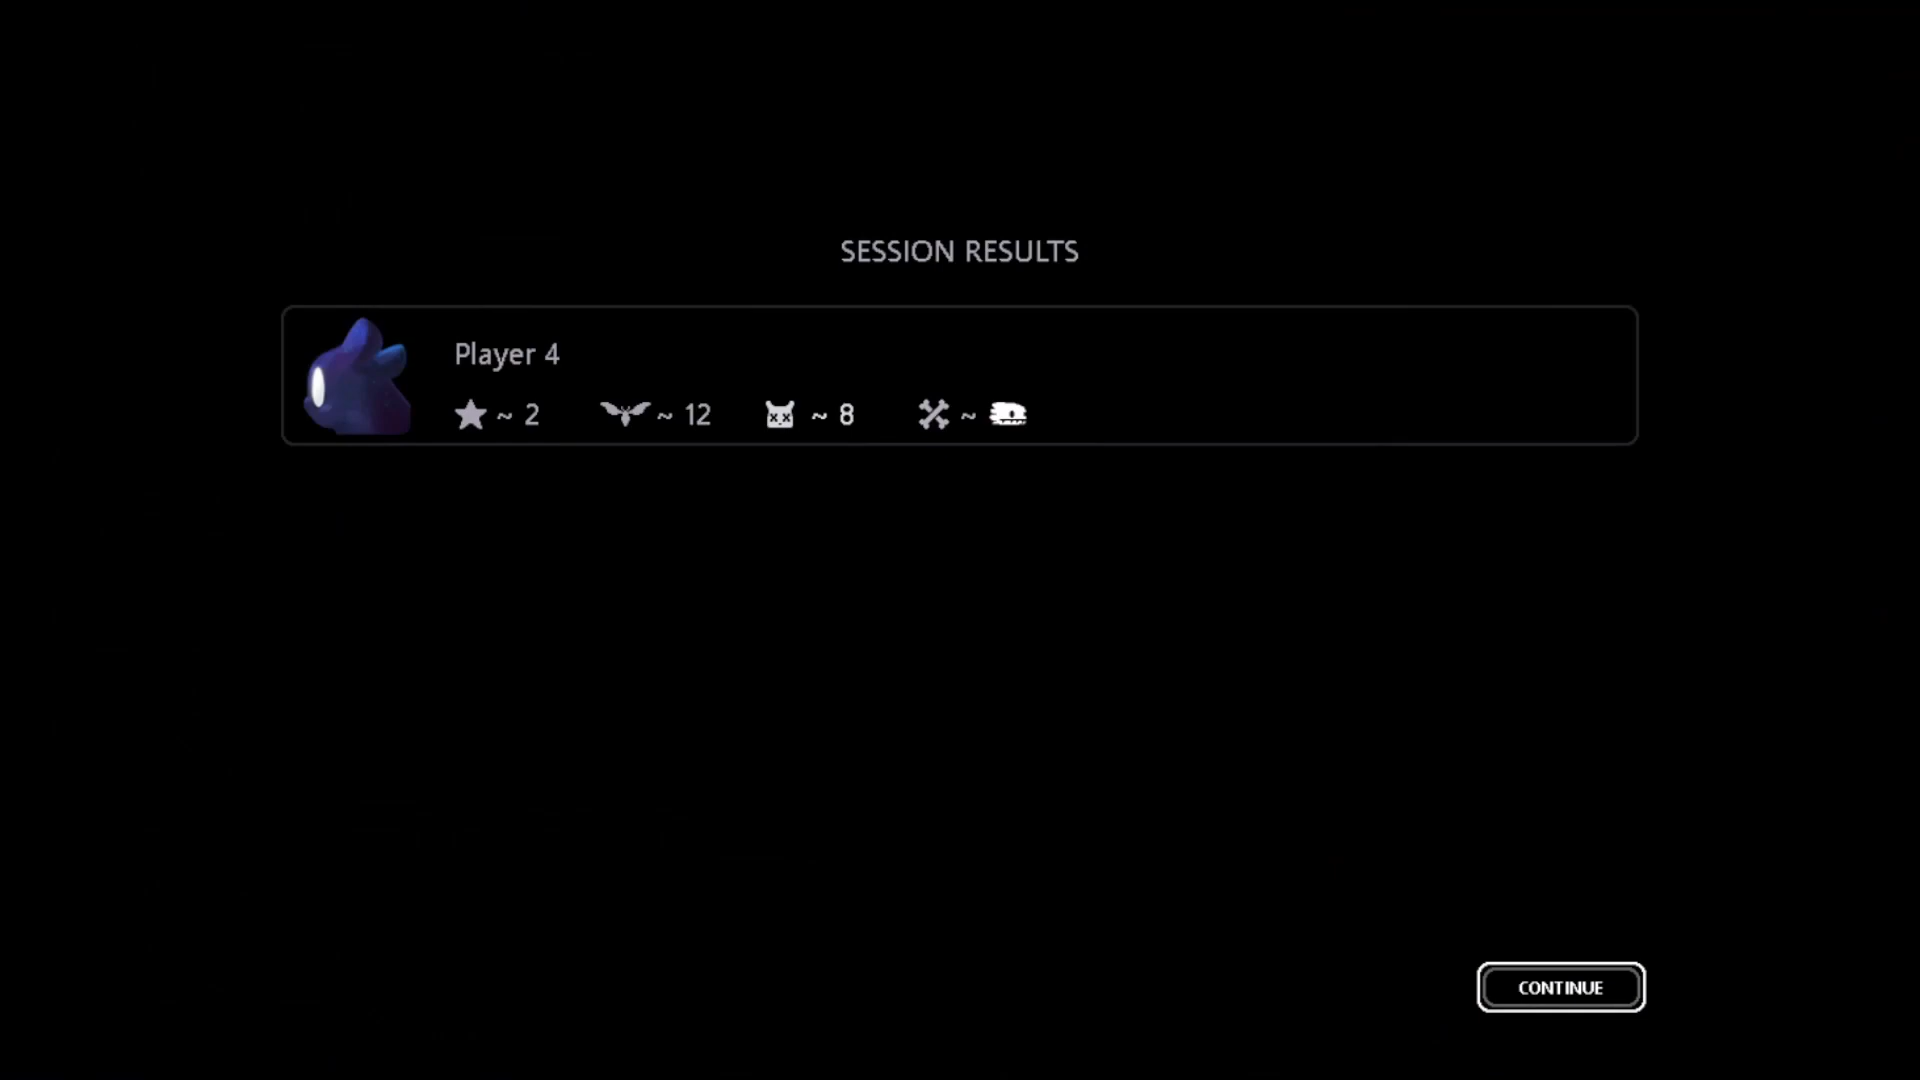 SESSION RESULTS
Player 4
~ 2 ~ 12 ~ 8 ~
CONTINUE